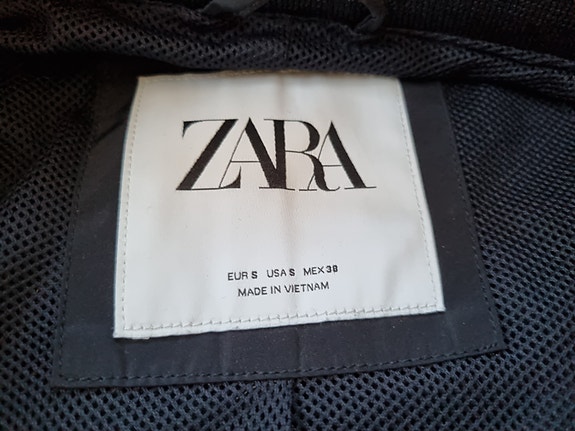 ZARA
EUR S USA S MEX 38
MADE IN VIETNAM